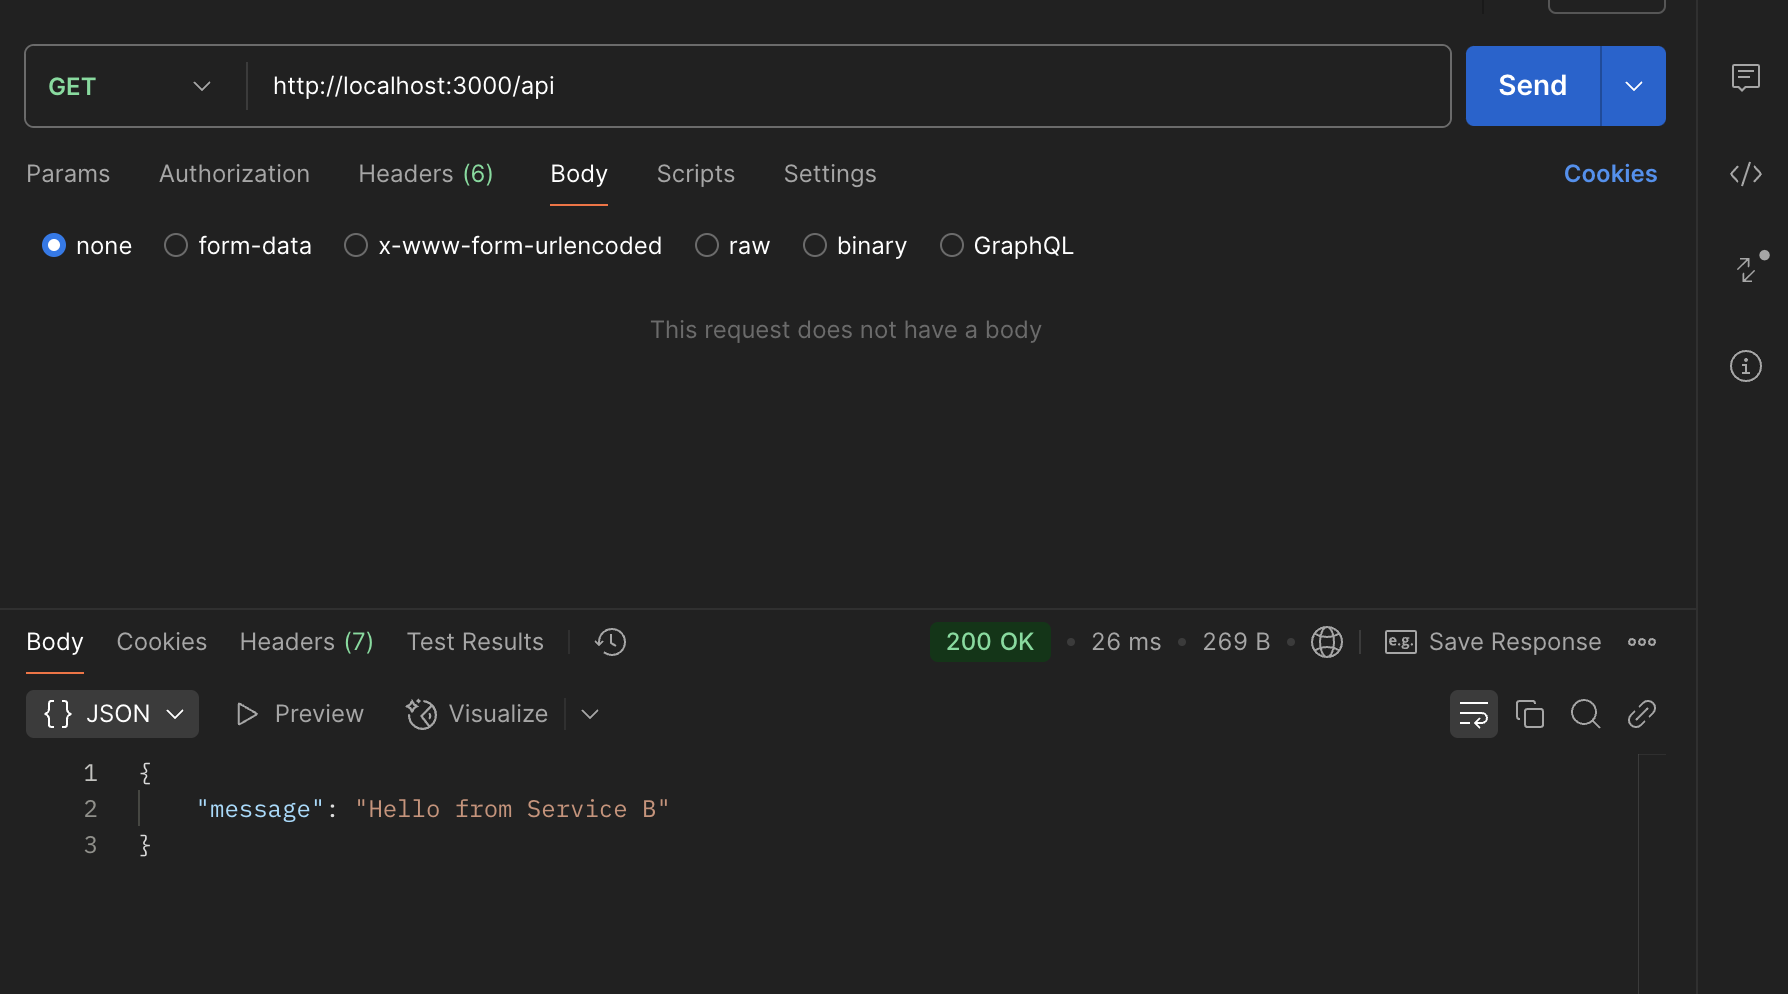 GET http://localhost:3000/api Send
Params Authorization Headers (6) Body Scripts Settings Cookies
none form-data x-www-form-urlencoded raw binary GraphQL
This request does not have a body
Body Cookies Headers (7) Test Results 200 OK • 26 ms • 269 B • e.g. Save Response
{} JSON Preview Visualize
1 {
2 "message": "Hello from Service B"
3 }